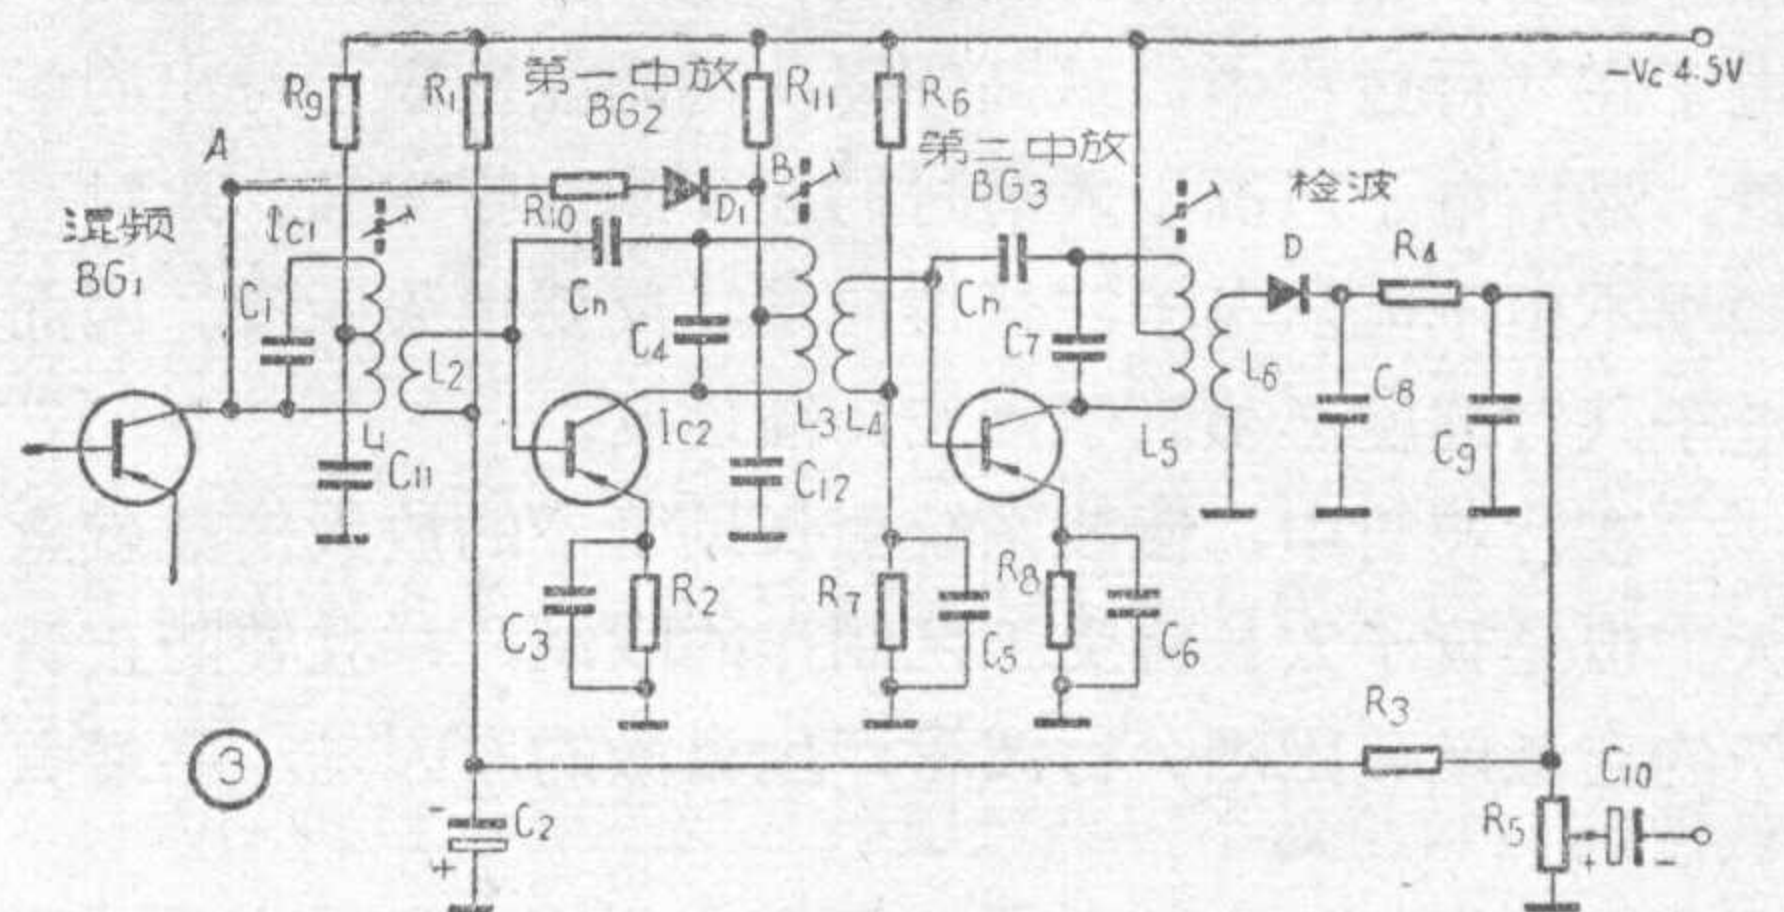 -Vc 4.5V
R9
R1
第一中放
BG2
R11
R6
第二中放
BG3
A
B
检波
混频
BG1
Ic1
R10
D1
C1
Cn
C4
Cn
C7
D
R4
L2
L6
L1
C11
Ic2
L3
L4
L5
C8
C9
C12
C3
R2
R7
C5
R8
C6
R3
3
-
C2
+
C10
R5
+
-